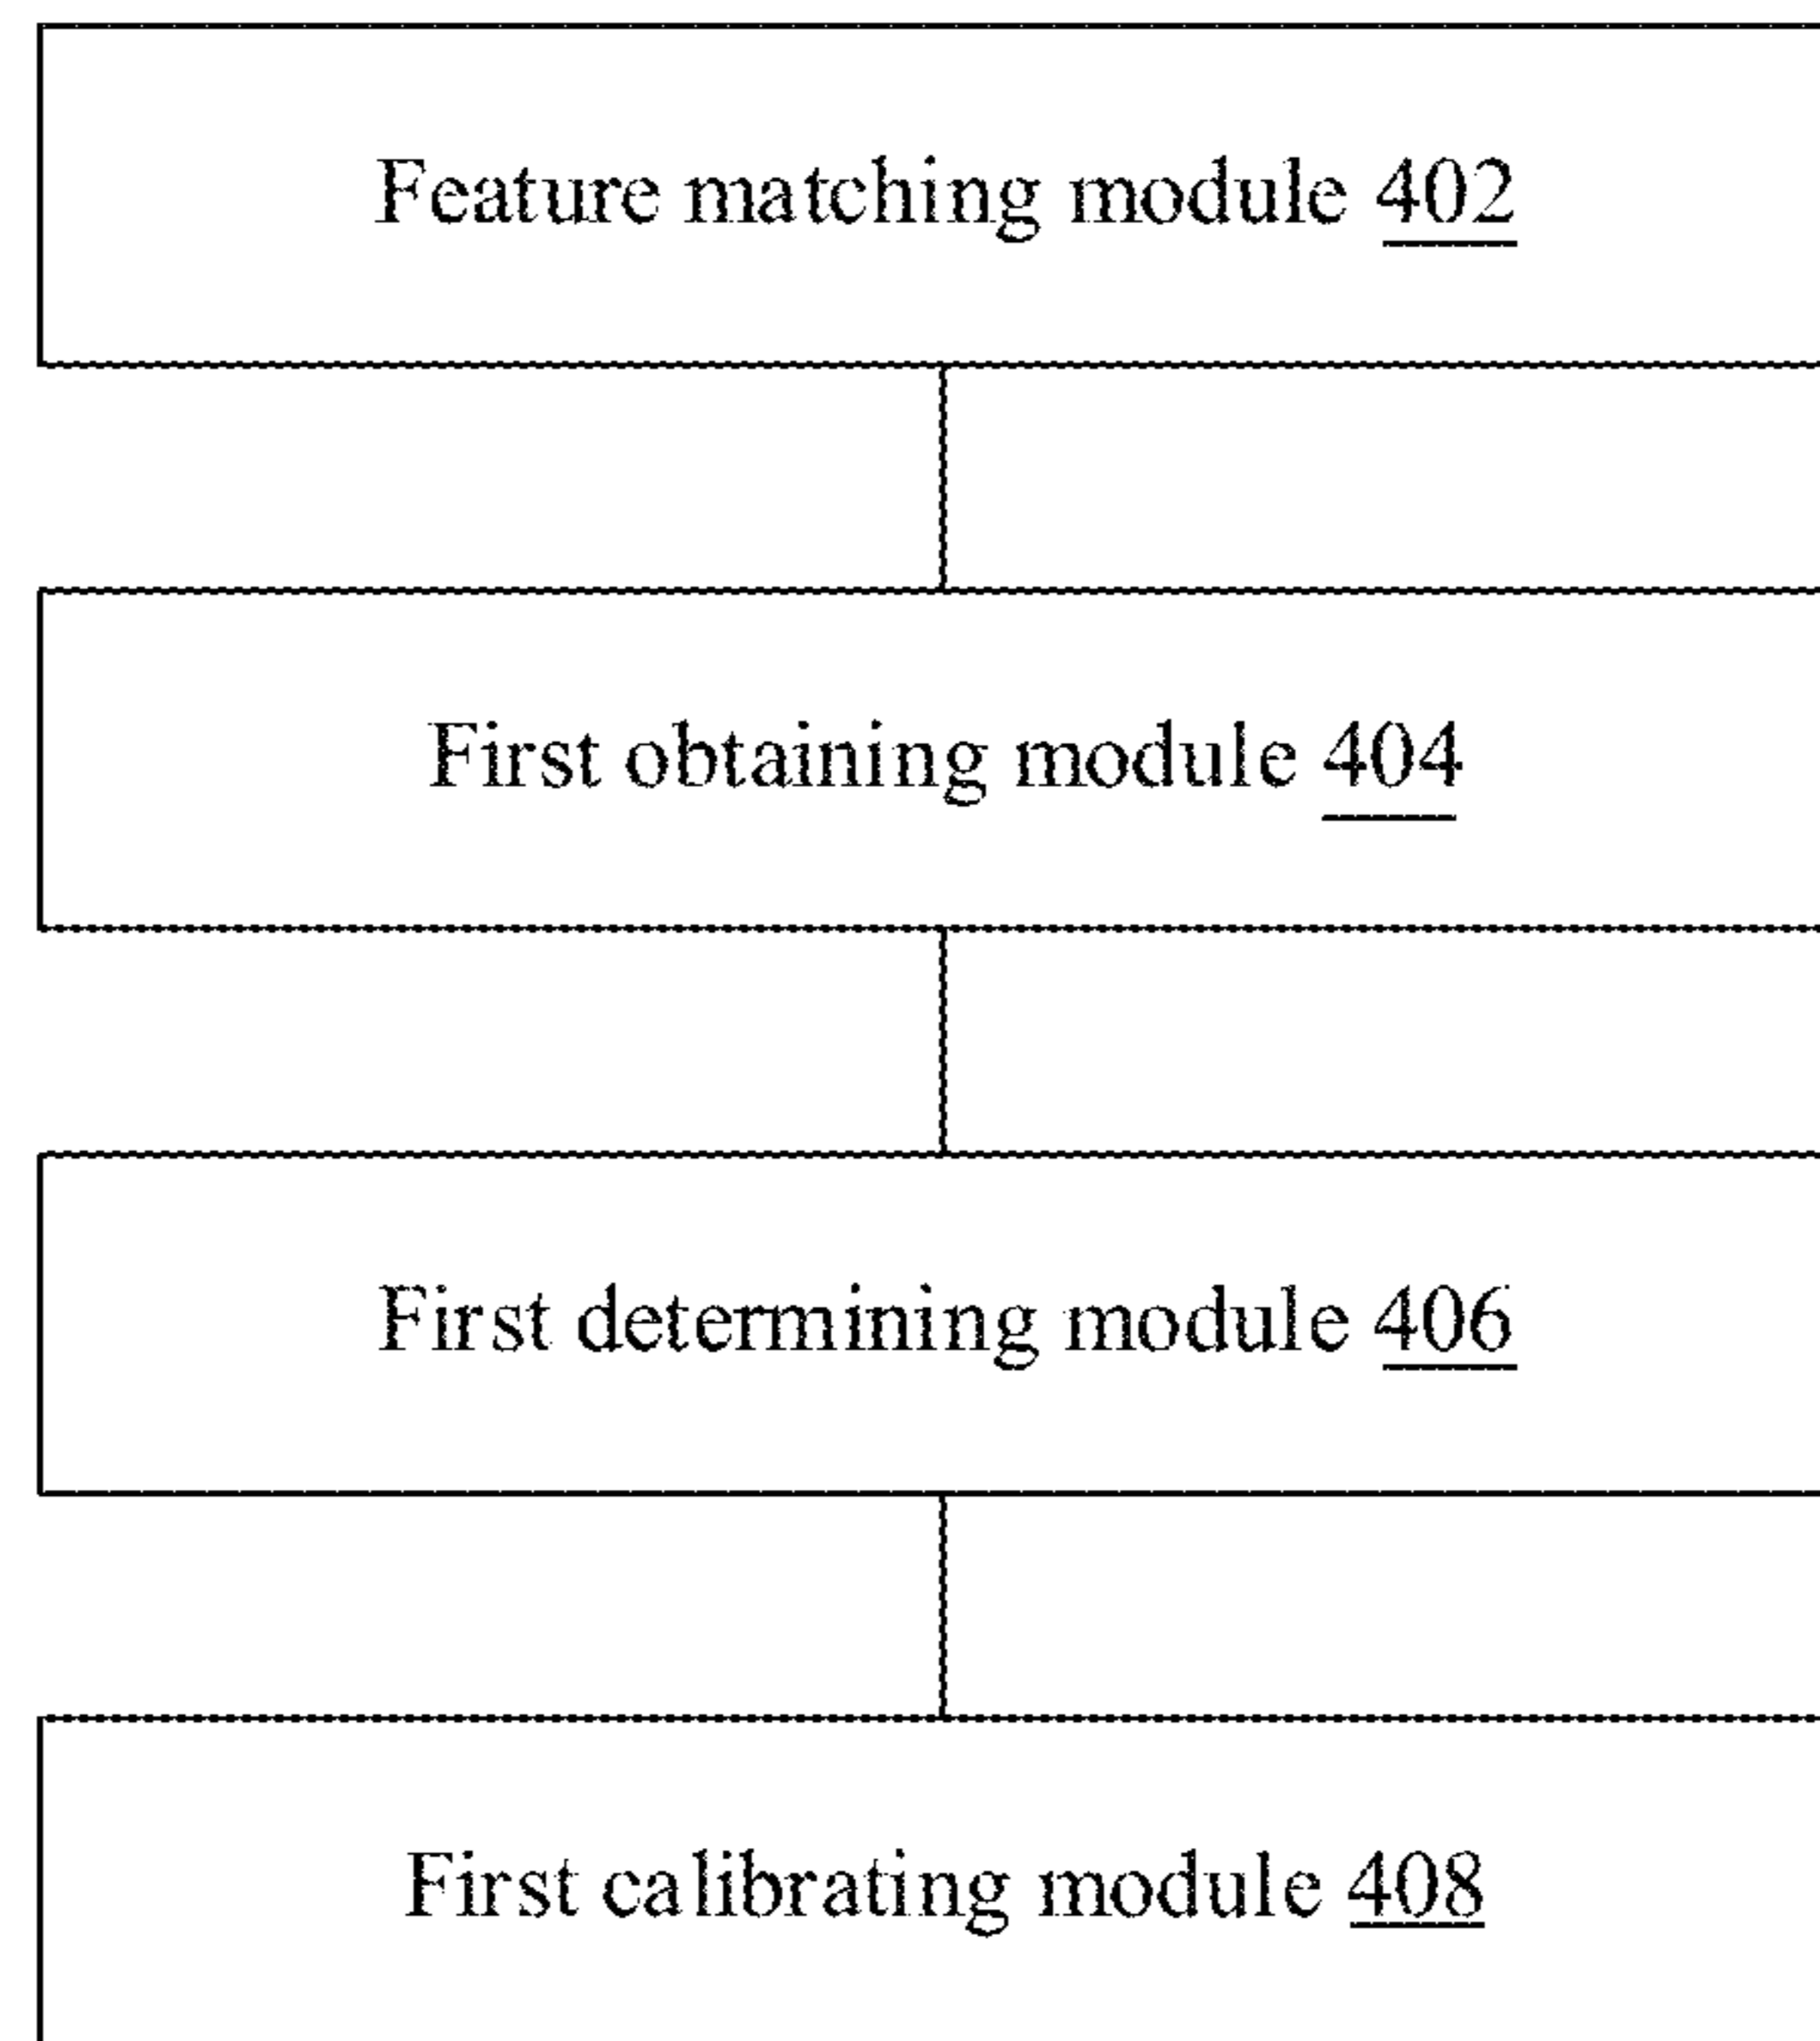 Feature matching module 402
First obtaining module 404
First determining module 406
First calibrating module 408